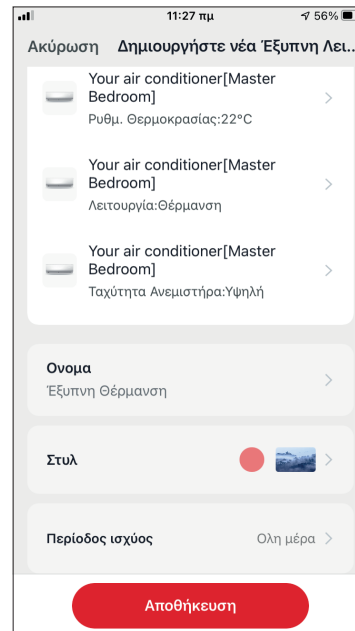 11:27 πμ
56%
Ακύρωση Δημιουργήστε νέα Έξυπνη Λει..
Your air conditioner[Master
Bedroom]
Ρυθμ. Θερμοκρασίας:22°C
Your air conditioner[Master
Bedroom]
Λειτουργία:Θέρμανση
Your air conditioner[Master
Bedroom]
Ταχύτητα Ανεμιστήρα:Υψηλή
Ονομα
Έξυπνη Θέρμανση
Στυλ
Περίοδος ισχύος Ολη μέρα
Αποθήκευση